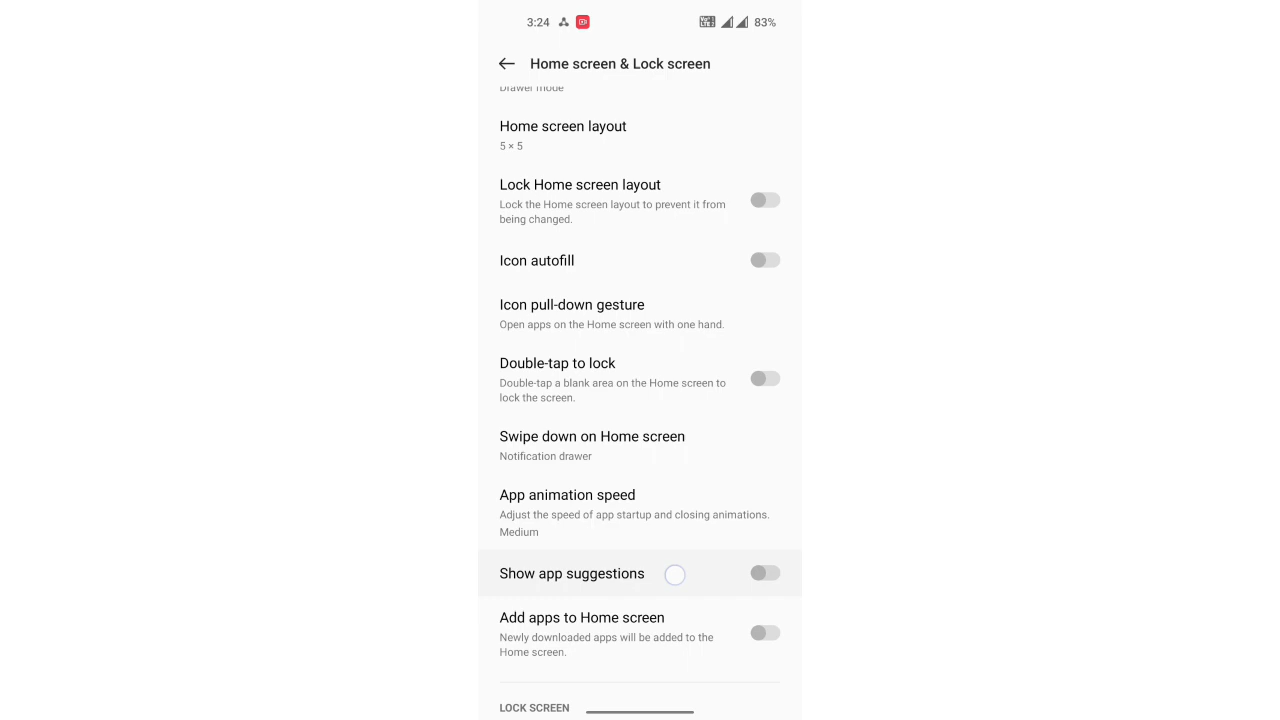 3:24
83%
Home screen & Lock screen
Drawer mode
Home screen layout
5 × 5
Lock Home screen layout
Lock the Home screen layout to prevent it from
being changed.
Icon autofill
Icon pull-down gesture
Open apps on the Home screen with one hand.
Double-tap to lock
Double-tap a blank area on the Home screen to
lock the screen.
Swipe down on Home screen
Notification drawer
App animation speed
Adjust the speed of app startup and closing animations.
Medium
Show app suggestions
Add apps to Home screen
Newly downloaded apps will be added to the
Home screen.
LOCK SCREEN